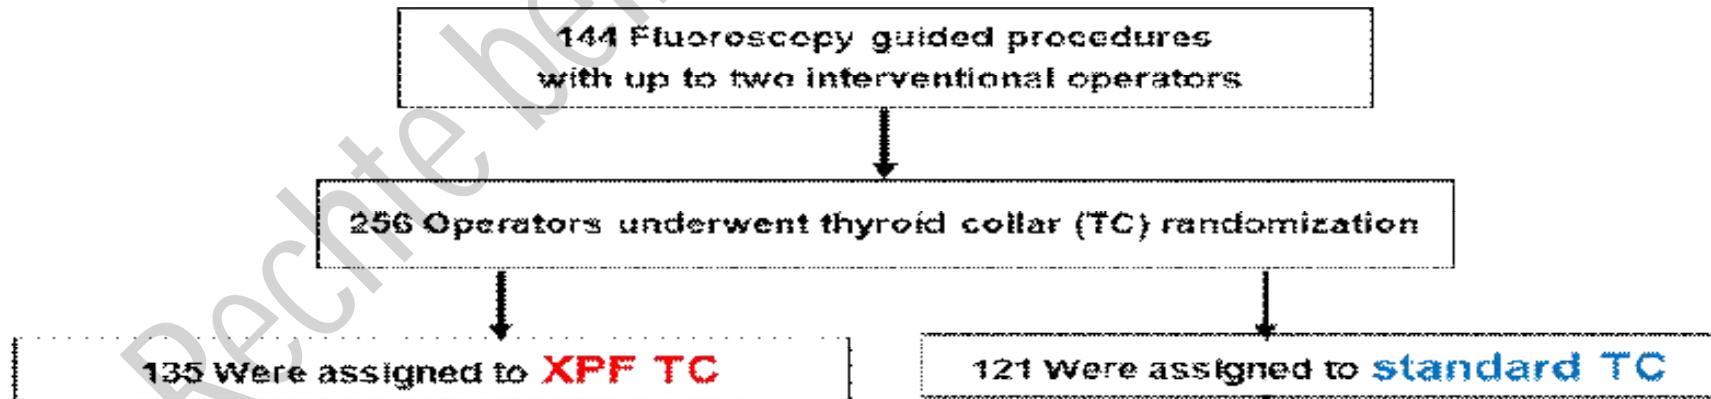 144 Fluoroscopy guided procedures
with up to two interventional operators
256 Operators underwent thyroid collar (TC) randomization
135 Were assigned to XPF TC
121 Were assigned to standard TC
Rechte